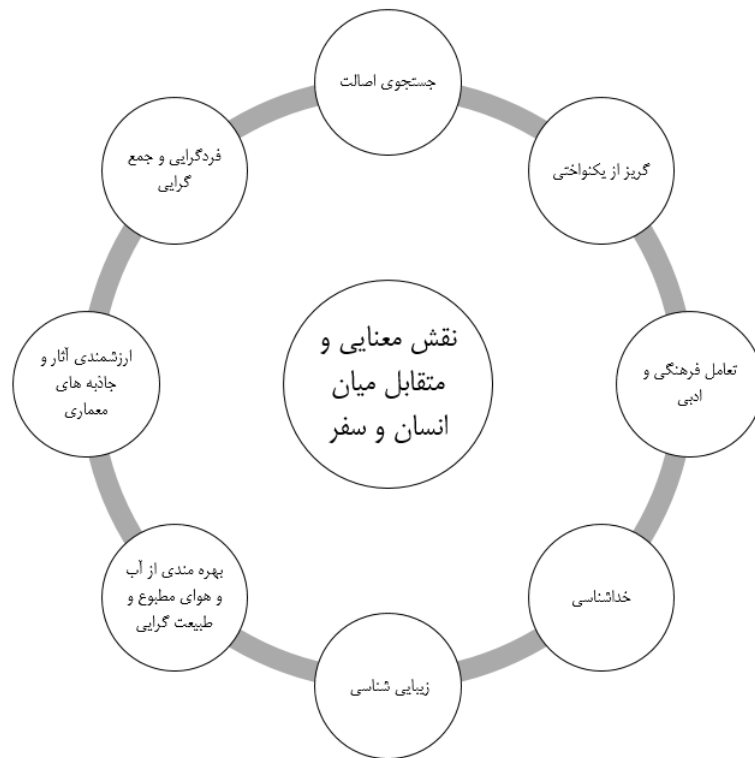 جستجوی اصالت
گریز از یکنواختی
تعامل فرهنگی و
ادبی
خداشناسی
زیبایی شناسی
بهره مندی از آب
و هوای مطبوع و
طبیعت گرایی
ارزشمندی آثار و
جاذبه های
معماری
فردگرایی و جمع
گرایی
نقش معنایی و
متقابل میان
انسان و سفر